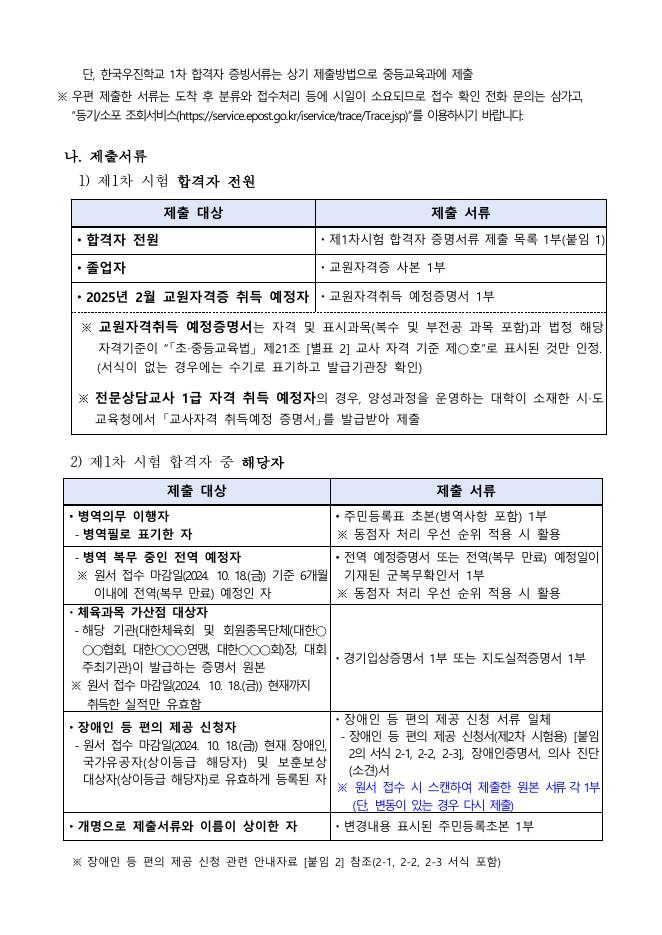 단, 한국우진학교 1차 합격자 증빙서류는 상기 제출방법으로 중등교육과에 제출
※ 우편 제출한 서류는 도착 후 분류와 접수처리 등에 시일이 소요되므로 접수 확인 전화 문의는 삼가고,
“등기/소포 조회서비스(https://service.epost.go.kr/iservice/trace/Trace.jsp)”를 이용하시기 바랍니다.
나. 제출서류
1) 제1차 시험 합격자 전원
제출 대상
제출 서류
· 합격자 전원
· 제1차시험 합격자 증명서류 제출 목록 1부(붙임 1)
· 졸업자
· 교원자격증 사본 1부
· 2025년 2월 교원자격증 취득 예정자
· 교원자격취득 예정증명서 1부
※ 교원자격취득 예정증명서는 자격 및 표시과목(복수 및 부전공 과목 포함)과 법정 해당
자격기준이 “「초·중등교육법」 제21조 [별표 2] 교사 자격 기준 제○호”로 표시된 것만 인정.
(서식이 없는 경우에는 수기로 표기하고 발급기관장 확인)
※ 전문상담교사 1급 자격 취득 예정자의 경우, 양성과정을 운영하는 대학이 소재한 시·도
교육청에서 「교사자격 취득예정 증명서」를 발급받아 제출
2) 제1차 시험 합격자 중 해당자
제출 대상
제출 서류
· 병역의무 이행자
- 병역필로 표기한 자
· 주민등록표 초본(병역사항 포함) 1부
※ 동점자 처리 우선 순위 적용 시 활용
- 병역 복무 중인 전역 예정자
※ 원서 접수 마감일(2024. 10. 18.(금)) 기준 6개월
이내에 전역(복무 만료) 예정인 자
· 전역 예정증명서 또는 전역(복무 만료) 예정일이
기재된 군복무확인서 1부
※ 동점자 처리 우선 순위 적용 시 활용
· 체육과목 가산점 대상자
- 해당 기관{대한체육회 및 회원종목단체(대한○
○○협회, 대한○○○연맹, 대한○○○회)장, 대회
주최기관}이 발급하는 증명서 원본
※ 원서 접수 마감일(2024. 10. 18.(금)) 현재까지
취득한 실적만 유효함
· 경기입상증명서 1부 또는 지도실적증명서 1부
· 장애인 등 편의 제공 신청자
- 원서 접수 마감일(2024. 10. 18.(금)) 현재 장애인,
국가유공자(상이등급 해당자) 및 보훈보상
대상자(상이등급 해당자)로 유효하게 등록된 자
· 장애인 등 편의 제공 신청 서류 일체
- 장애인 등 편의 제공 신청서(제2차 시험용) [붙임
2의 서식 2-1, 2-2, 2-3], 장애인증명서, 의사 진단
(소견)서
※ 원서 접수 시 스캔하여 제출한 원본 서류 각 1부
(단, 변동이 있는 경우 다시 제출)
· 개명으로 제출서류와 이름이 상이한 자
· 변경내용 표시된 주민등록초본 1부
※ 장애인 등 편의 제공 신청 관련 안내자료 [붙임 2] 참조(2-1, 2-2, 2-3 서식 포함)